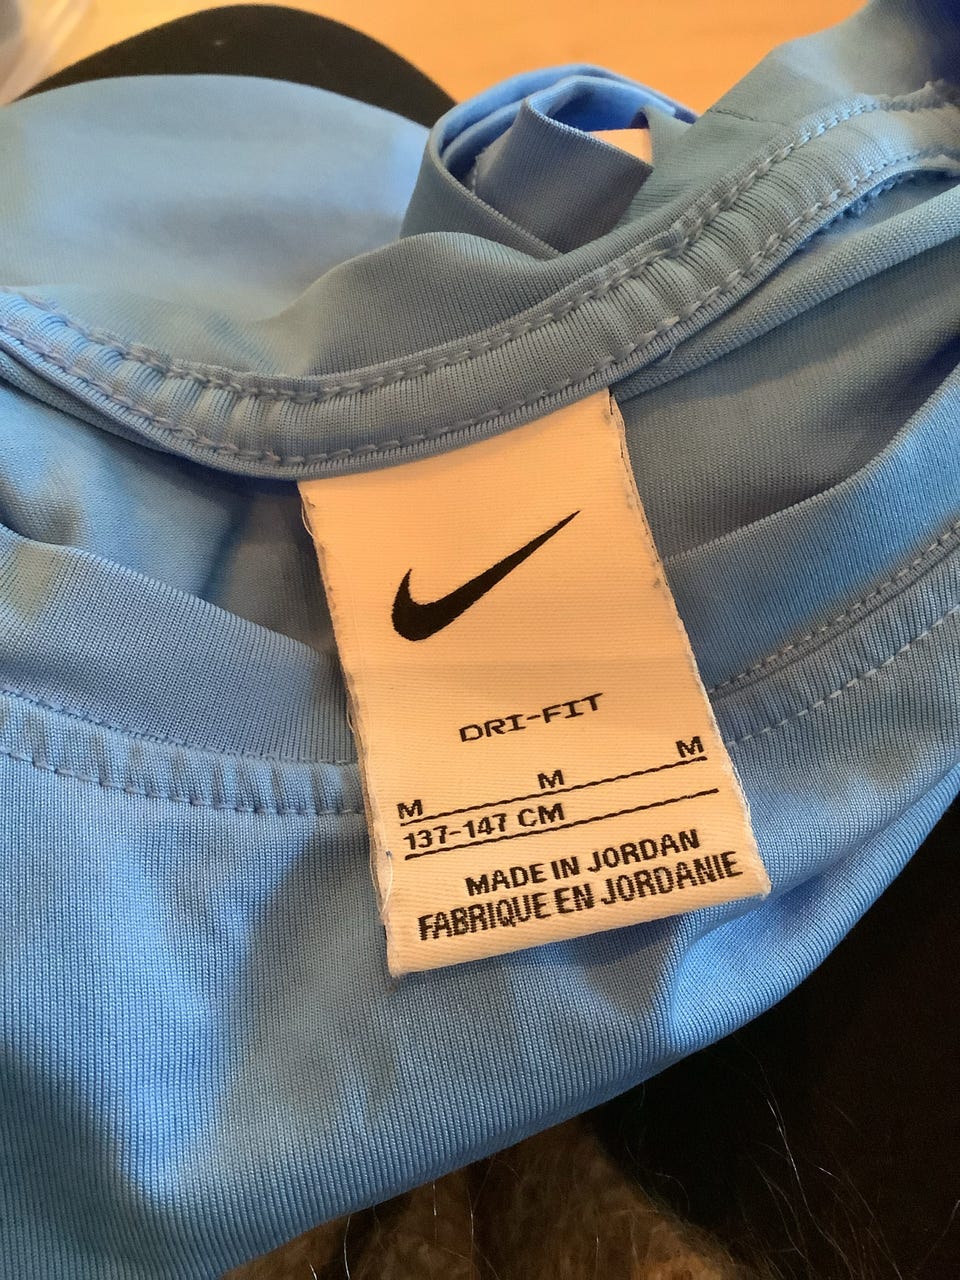 DRI-FIT
M M M
137-147 CM
MADE IN JORDAN
FABRIQUE EN JORDANIE